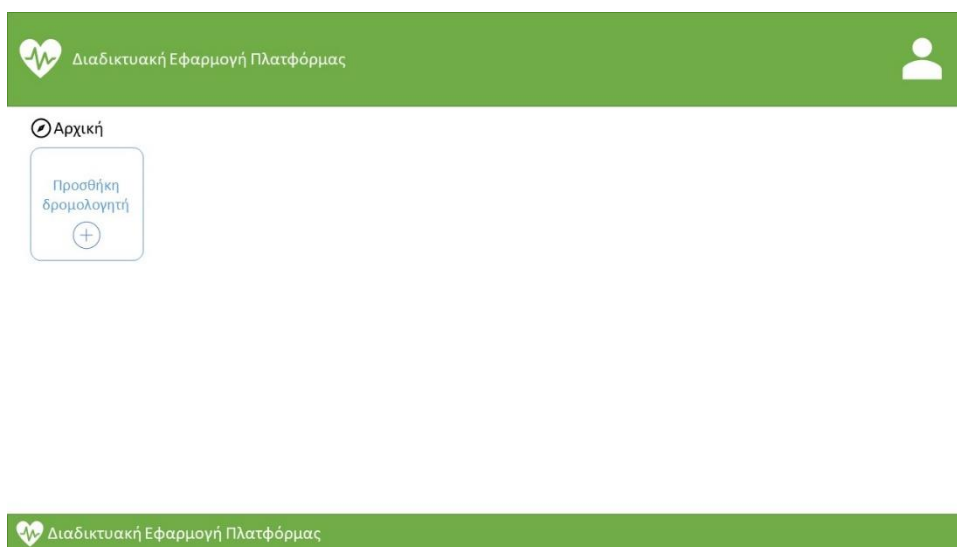 Διαδικτυακή Εφαρμογή Πλατφόρμας
Αρχική
Προσθήκη
δρομολογητή
Διαδικτυακή Εφαρμογή Πλατφόρμας